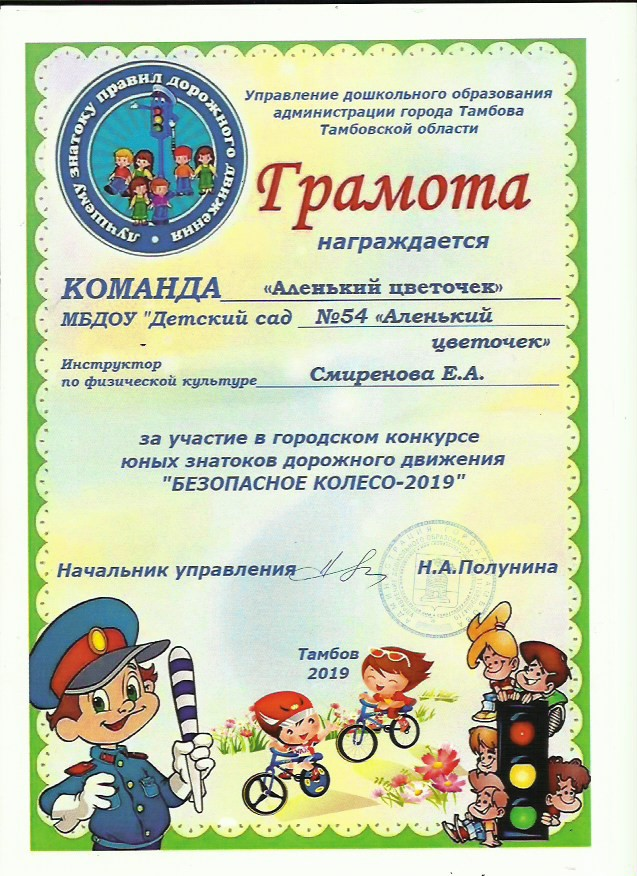 лучшему знатоку правил дорожного движения
Управление дошкольного образования
администрации города Тамбова
Тамбовской области
Грамота
награждается
КОМАНДА «Аленький цветочек»
МБДОУ "Детский сад №54 «Аленький
цветочек»
Инструктор
по физической культуре Смиренова Е.А.
за участие в городском конкурсе
юных знатоков дорожного движения
"БЕЗОПАСНОЕ КОЛЕСО-2019"
Начальник управления Н.А.Полунина
Тамбов
2019